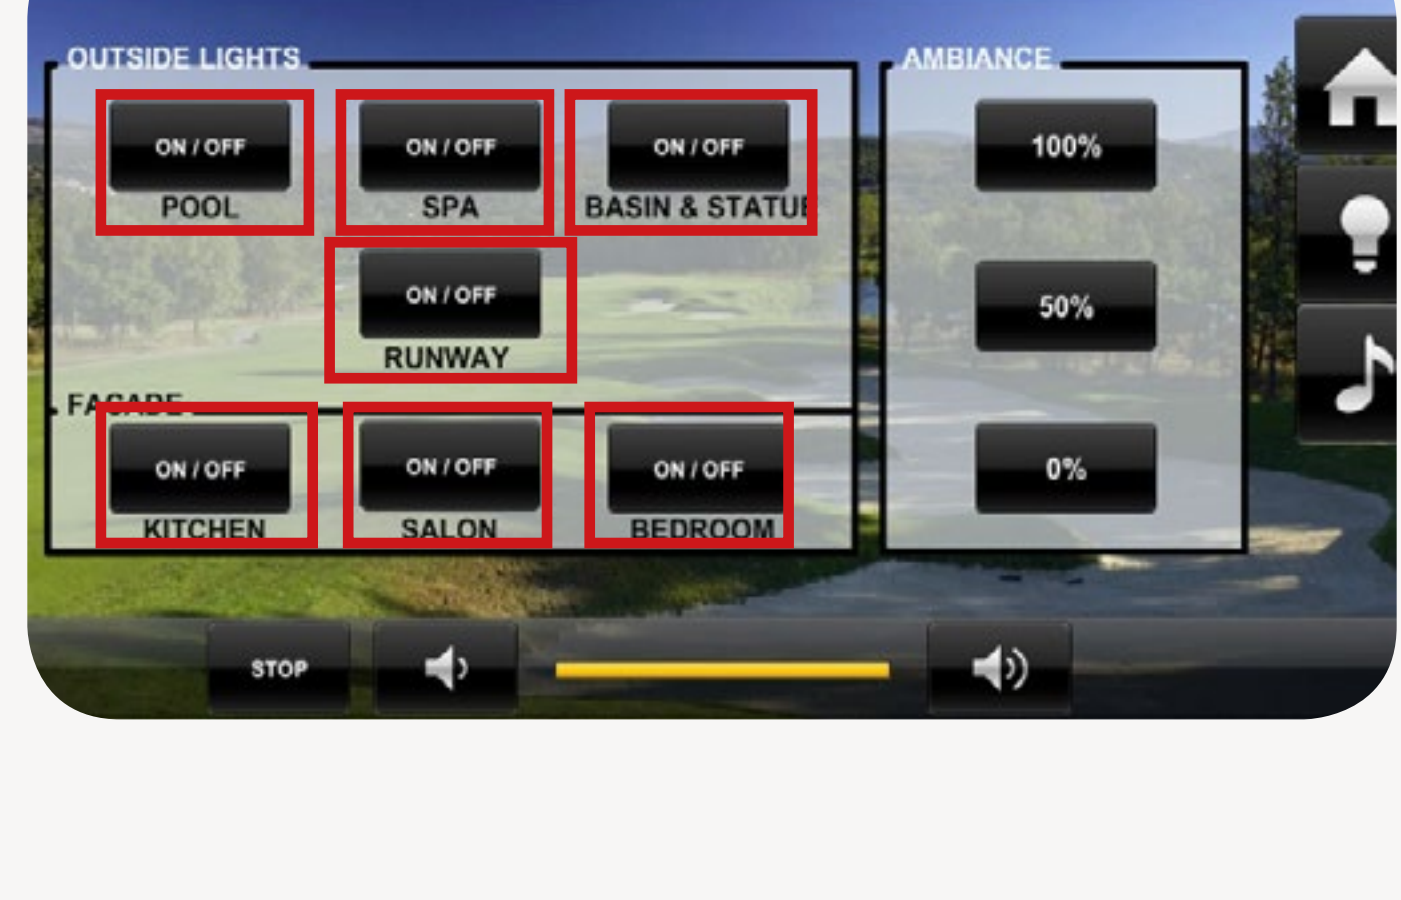 OUTSIDE LIGHTS
AMBIANCE
ON / OFF
POOL
ON / OFF
SPA
ON / OFF
BASIN & STATUE
100%
ON / OFF
RUNWAY
50%
FACADE
ON / OFF
KITCHEN
ON / OFF
SALON
ON / OFF
BEDROOM
0%
STOP